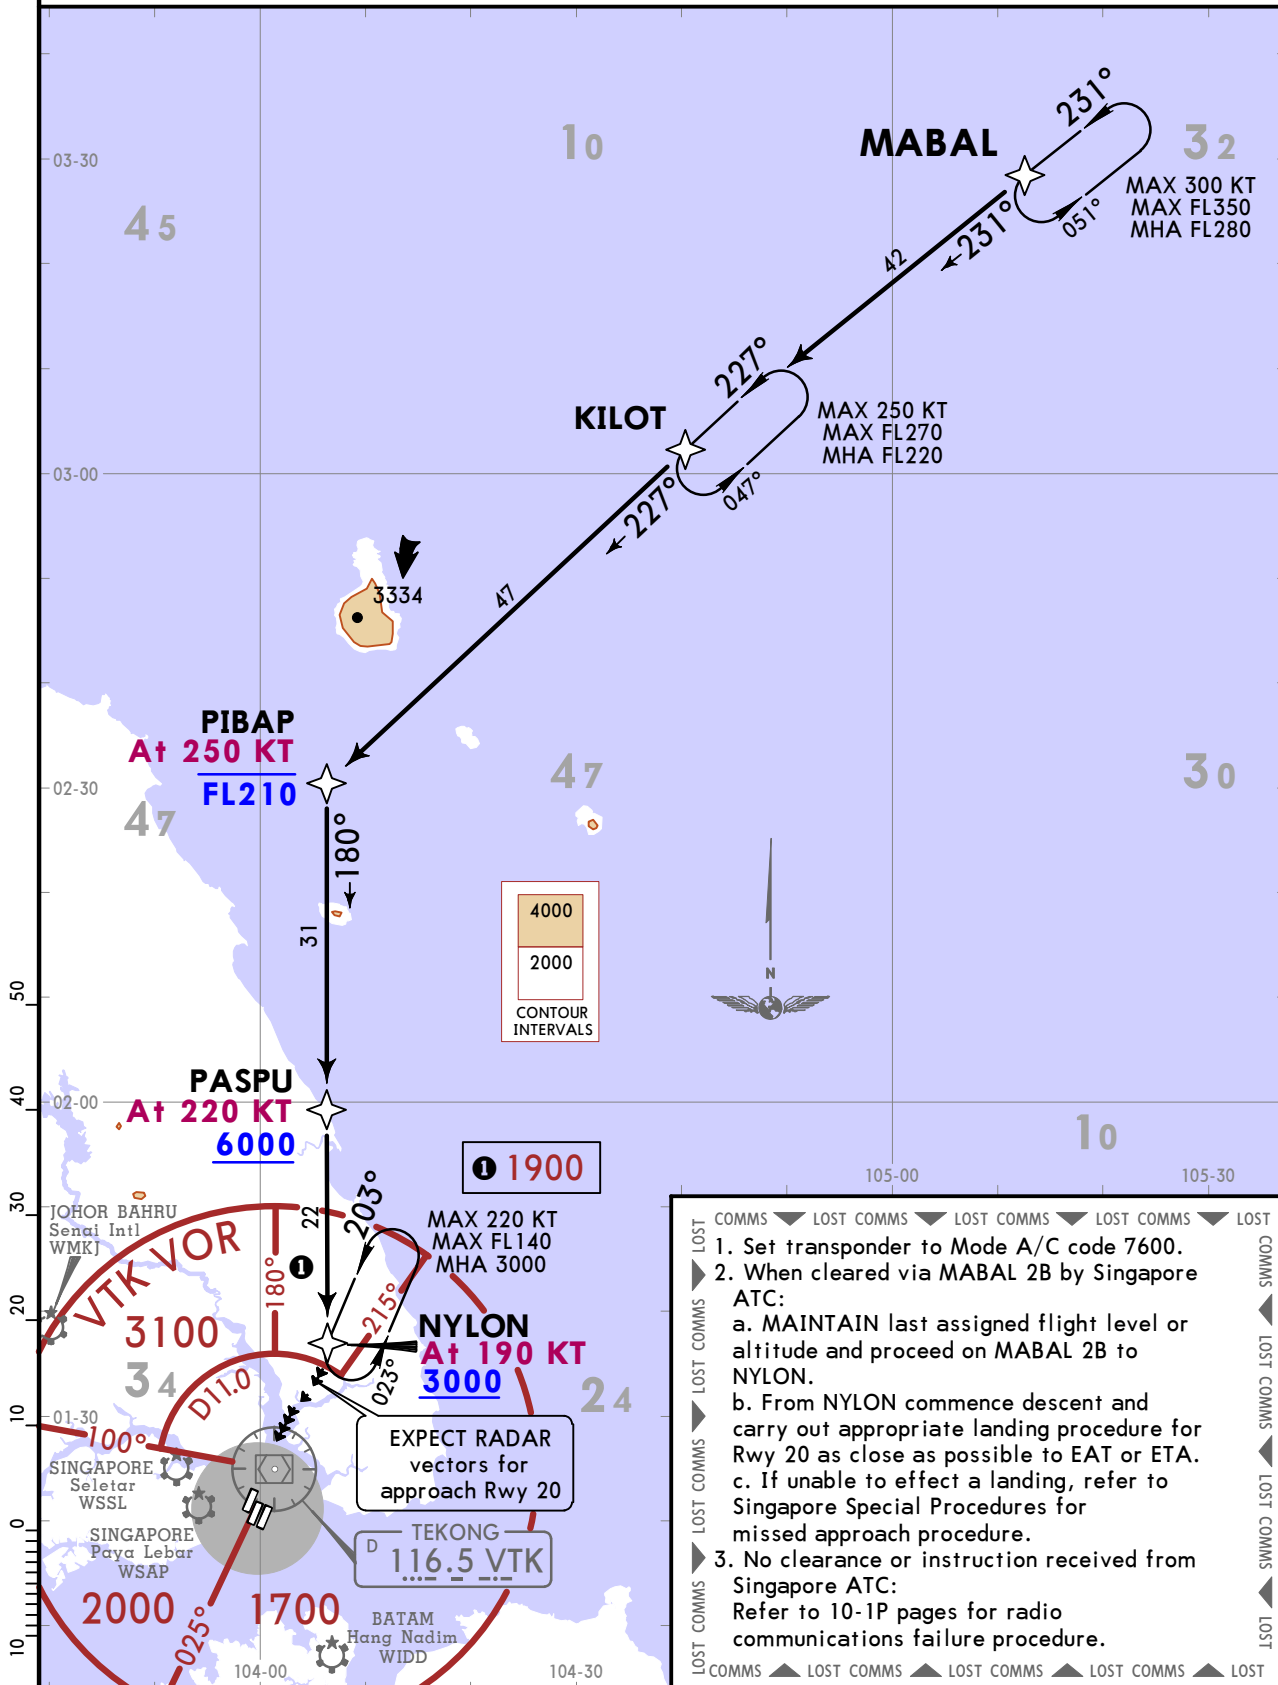 03-30
10
MABAL
231°
32
45
MAX 300 KT
MAX FL350
MHA FL280
051°
←231°
42
227°
KILOT
MAX 250 KT
MAX FL270
MHA FL220
03-00
047°
←227°
47
3334
PIBAP
At 250 KT
FL210
47
30
02-30
47
←180°
31
4000
2000
CONTOUR
INTERVALS
N
50
40
30
20
10
0
10
PASPU
At 220 KT
6000
02-00
10
105-00
105-30
1 1900
22
203°
MAX 220 KT
MAX FL140
MHA 3000
JOHOR BAHRU
Senai Intl
WMKJ
VTK VOR
180°
1
215°
3100
NYLON
At 190 KT
3000
34
D11.0
023°
24
01-30
100°
EXPECT RADAR
vectors for
approach Rwy 20
SINGAPORE
Seletar
WSSL
SINGAPORE
Paya Lebar
WSAP
TEKONG
D 116.5 VTK
2000
025°
1700
BATAM
Hang Nadim
WIDD
104-00
104-30
LOST COMMS LOST COMMS LOST COMMS LOST COMMS LOST
1. Set transponder to Mode A/C code 7600.
2. When cleared via MABAL 2B by Singapore
ATC:
a. MAINTAIN last assigned flight level or
altitude and proceed on MABAL 2B to
NYLON.
b. From NYLON commence descent and
carry out appropriate landing procedure for
Rwy 20 as close as possible to EAT or ETA.
c. If unable to effect a landing, refer to
Singapore Special Procedures for
missed approach procedure.
3. No clearance or instruction received from
Singapore ATC:
Refer to 10-1P pages for radio
communications failure procedure.
LOST COMMS LOST COMMS LOST COMMS
COMMS LOST COMMS LOST COMMS LOST
COMMS LOST COMMS LOST COMMS LOST COMMS LOST